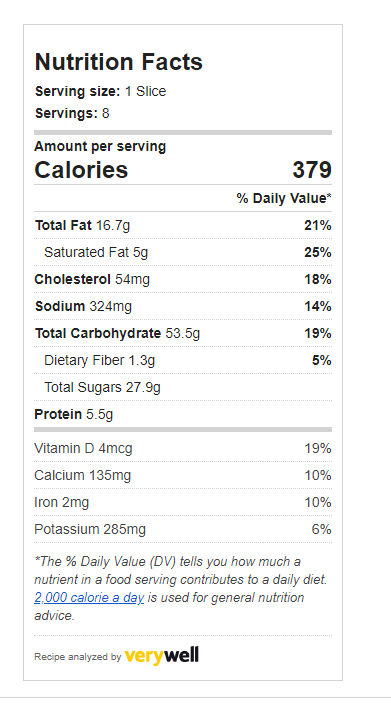 Nutrition Facts
Serving size: 1 Slice
Servings: 8
Amount per serving
Calories 379
% Daily Value*
Total Fat 16.7g 21%
Saturated Fat 5g 25%
Cholesterol 54mg 18%
Sodium 324mg 14%
Total Carbohydrate 53.5g 19%
Dietary Fiber 1.3g 5%
Total Sugars 27.9g
Protein 5.5g
Vitamin D 4mcg 19%
Calcium 135mg 10%
Iron 2mg 10%
Potassium 285mg 6%
*The % Daily Value (DV) tells you how much a
nutrient in a food serving contributes to a daily diet.
2,000 calorie a day is used for general nutrition
advice.
Recipe analyzed by verywell